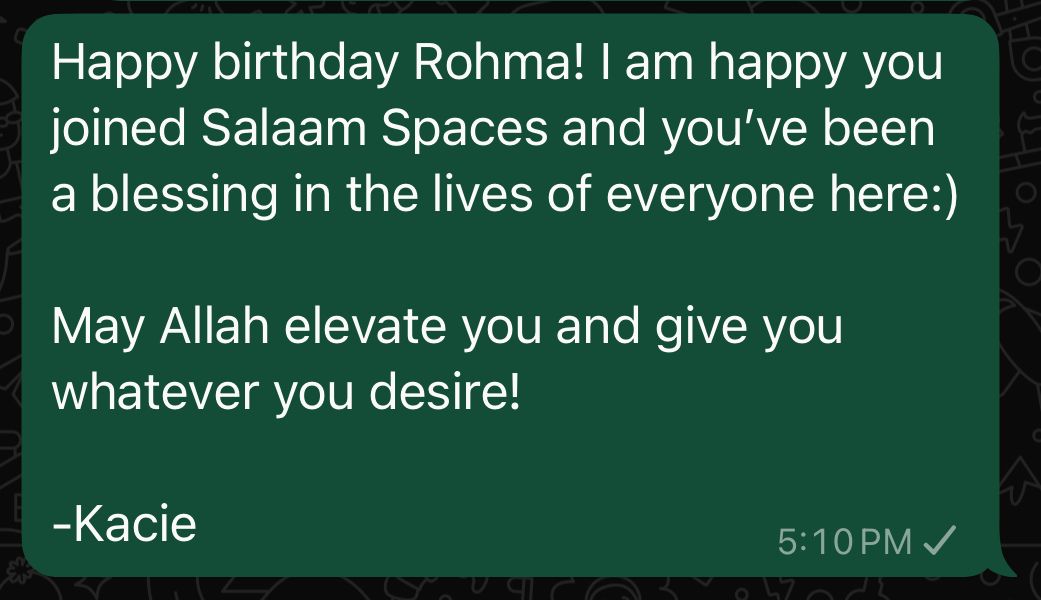 Happy birthday Rohma! I am happy you
joined Salaam Spaces and you’ve been
a blessing in the lives of everyone here:)
May Allah elevate you and give you
whatever you desire!
-Kacie
5:10 PM